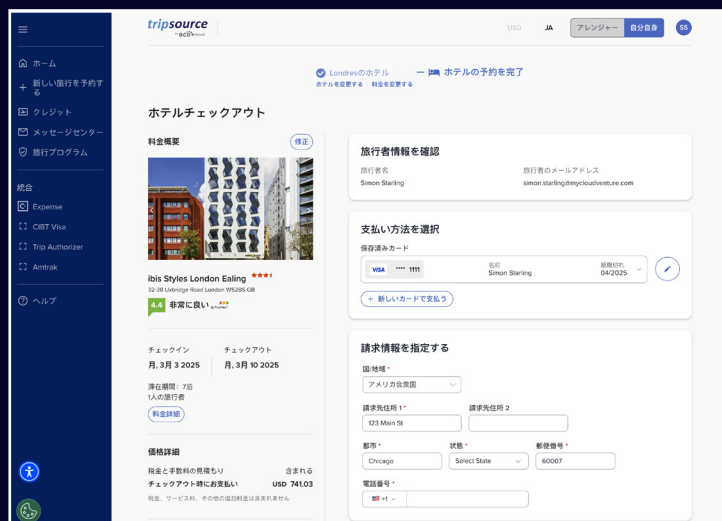 tripsource
by BCD travel
USD
JA
アレンジャー
自分自身
SS
ホーム
新しい旅行を予約す
る
クレジット
メッセージセンター
旅行プログラム
統合
Expense
CIBT Visa
Trip Authorizer
Amtrak
ヘルプ
Londresのホテル
ホテルの予約を完了
ホテルを変更する
料金を変更する
ホテルチェックアウト
料金概要
修正
ibis Styles London Ealing
32-38 Uxbridge Road London W52BS GB
4.4 非常に良い
チェックイン
チェックアウト
月, 3月 3 2025
月, 3月 10 2025
滞在期間: 7泊
1人の旅行者
料金詳細
価格詳細
税金と手数料の見積もり
含まれる
チェックアウト時にお支払い
USD 741.03
税金、サービス料、その他の追加料金は含まれません
旅行者情報を確認
旅行者名
旅行者のメールアドレス
Simon Starling
simon.starling@mycloudventure.com
支払い方法を選択
保存済みカード
VISA
**** 1111
名前
Simon Starling
期限切れ
04/2025
+ 新しいカードで支払う
請求情報を指定する
国/地域 *
アメリカ合衆国
請求先住所 1 *
請求先住所 2
123 Main St
都市 *
状態 *
郵便番号 *
Chicago
Select State
60007
電話番号 *
+1